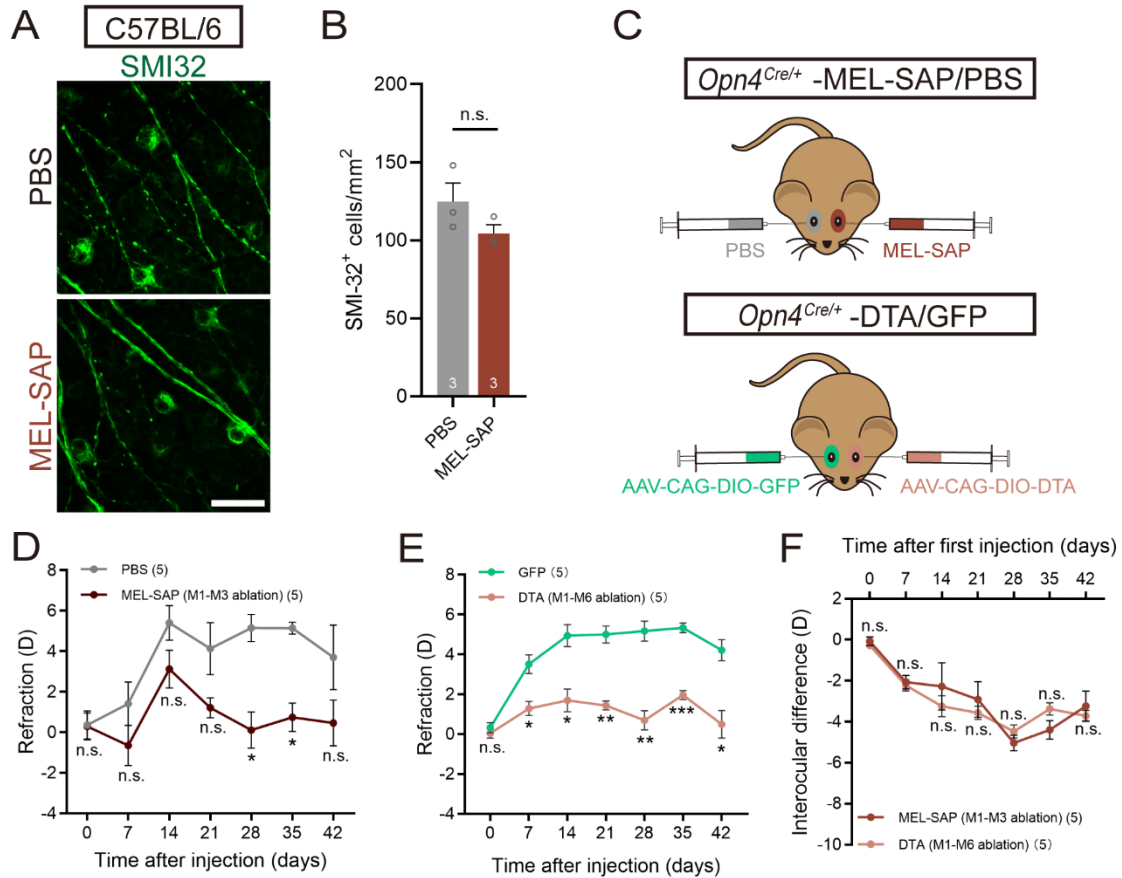 A
C57BL/6
SMI32
PBS
MEL-SAP
B
n.s.
SMI-32⁺ cells/mm²
200
150
100
50
0
3
3
PBS
MEL-SAP
C
Opn4^Cre/+ -MEL-SAP/PBS
PBS
MEL-SAP
Opn4^Cre/+ -DTA/GFP
AAV-CAG-DIO-GFP
AAV-CAG-DIO-DTA
D
PBS (5)
MEL-SAP (M1-M3 ablation) (5)
Refraction (D)
8
6
4
2
0
-2
-4
n.s.
n.s.
n.s.
n.s.
*
*
n.s.
0 7 14 21 28 35 42
Time after injection (days)
E
GFP (5)
DTA (M1-M6 ablation) (5)
Refraction (D)
8
6
4
2
0
-2
-4
n.s.
*
*
**
**
***
*
0 7 14 21 28 35 42
Time after injection (days)
F
Time after first injection (days)
0 7 14 21 28 35 42
Interocular difference (D)
2
0
-2
-4
-6
-8
-10
n.s.
n.s.
n.s.
n.s.
n.s.
n.s.
n.s.
MEL-SAP (M1-M3 ablation) (5)
DTA (M1-M6 ablation) (5)